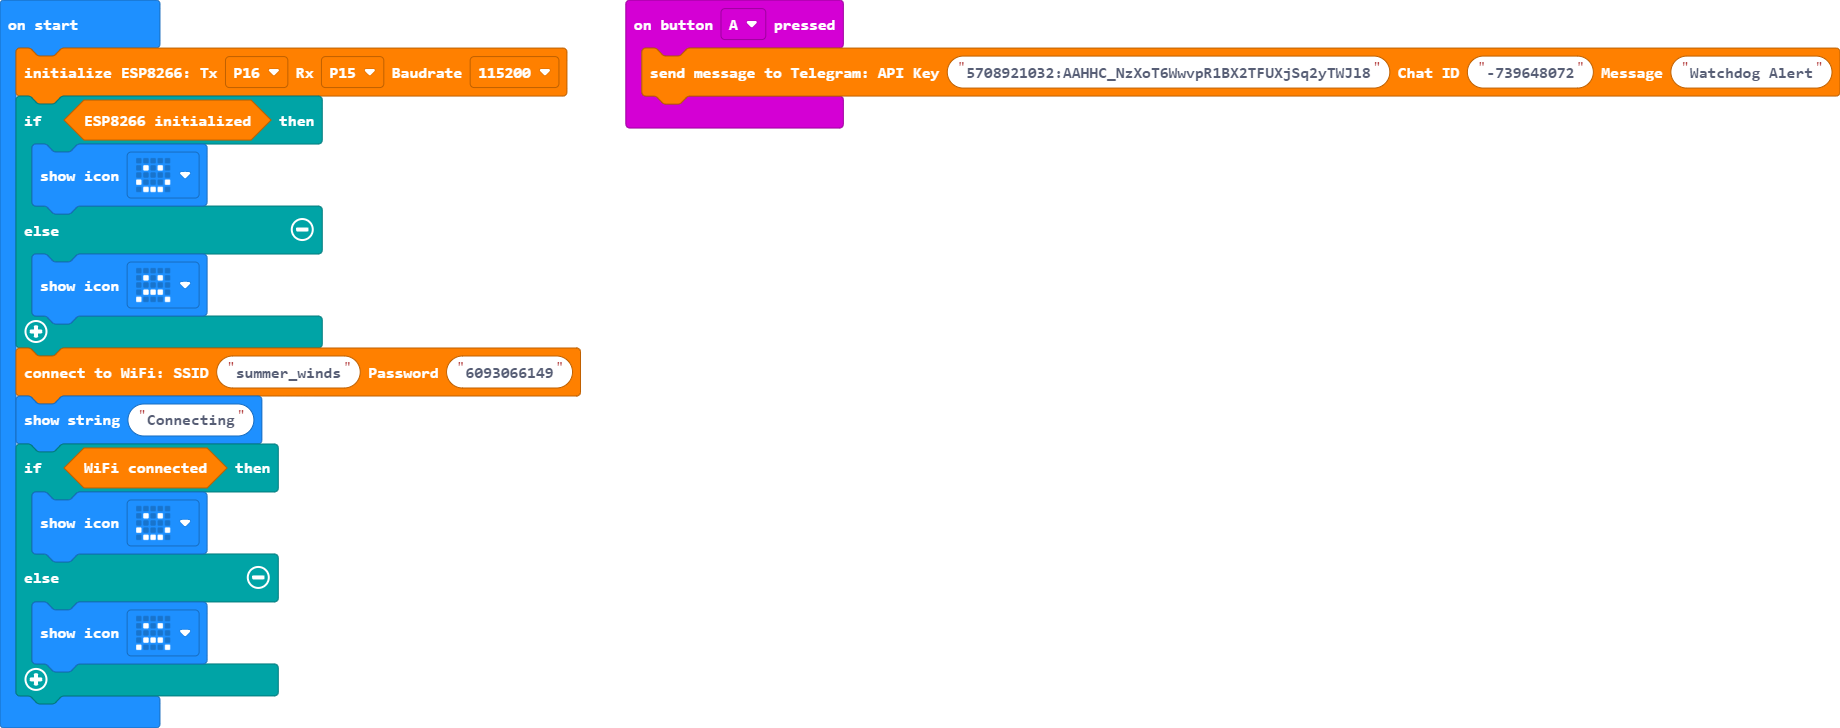 on start
initialize ESP8266: Tx P16 Rx P15 Baudrate 115200
if ESP8266 initialized then
show icon
else
show icon
connect to WiFi: SSID "summer_winds" Password "6093066149"
show string "Connecting"
if WiFi connected then
show icon
else
show icon
on button A pressed
send message to Telegram: API Key "5708921032:AAHHC_NzXoT6WwvpR1BX2TFUXjSq2yTWJl8" Chat ID "-739648072" Message "Watchdog Alert"